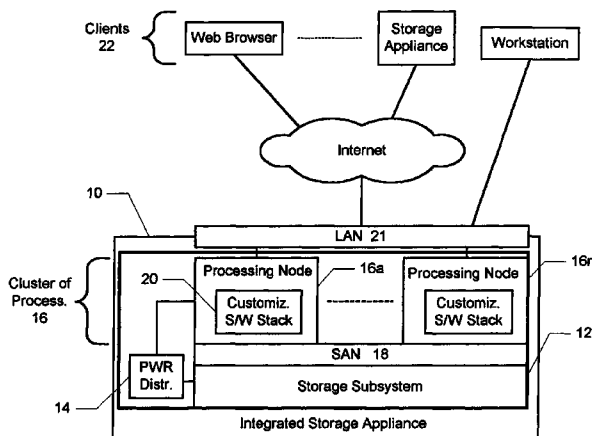 Clients
22
Web Browser
Storage
Appliance
Workstation
Internet
10
LAN 21
Cluster of
Process.
16
20
Processing Node
16a
Customiz.
S/W Stack
Processing Node
16n
Customiz.
S/W Stack
SAN 18
12
PWR
Distr.
14
Storage Subsystem
Integrated Storage Appliance